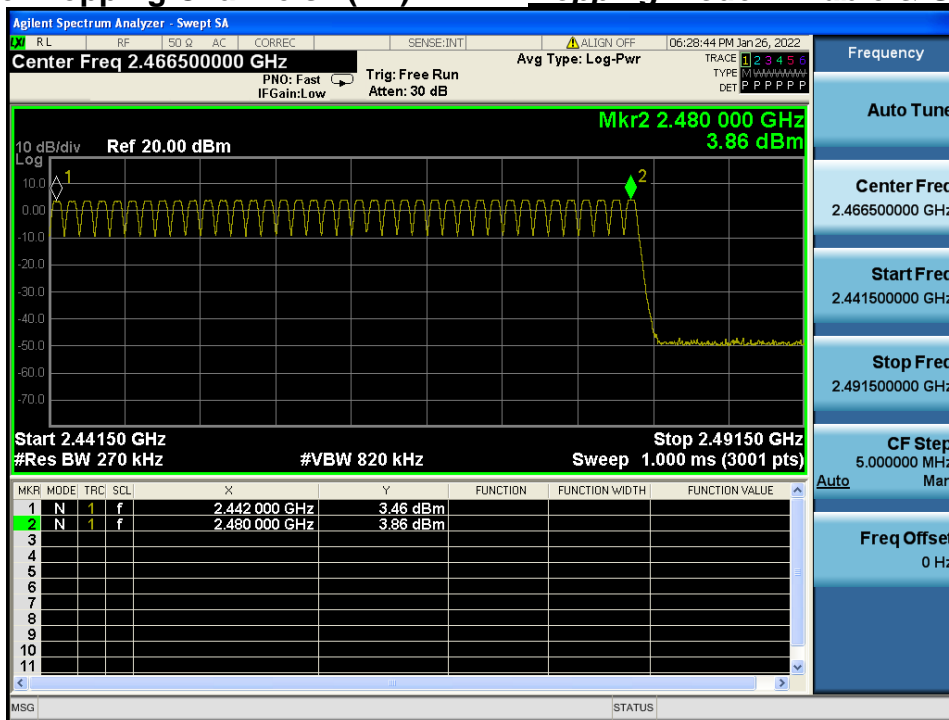 Agilent Spectrum Analyzer - Swept SA
LXI RL RF 50 Ω AC CORREC SENSE:INT ALIGN OFF 06:28:44 PM Jan 26, 2022
Center Freq 2.466500000 GHz
PNO: Fast
IFGain:Low
Trig: Free Run
Atten: 30 dB
Avg Type: Log-Pwr
TRACE 1 2 3 4 5 6
TYPE M
DET P P P P P P
Mkr2 2.480 000 GHz
3.86 dBm
10 dB/div
Log
Ref 20.00 dBm
1
2
10.0
0.00
-10.0
-20.0
-30.0
-40.0
-50.0
-60.0
-70.0
Start 2.44150 GHz
Stop 2.49150 GHz
#Res BW 270 kHz
#VBW 820 kHz
Sweep 1.000 ms (3001 pts)
MKR MODE TRC SCL X Y FUNCTION FUNCTION WIDTH FUNCTION VALUE
1 N 1 f 2.442 000 GHz 3.46 dBm
2 N 1 f 2.480 000 GHz 3.86 dBm
3
4
5
6
7
8
9
10
11
MSG
STATUS
Frequency
Auto Tune
Center Freq
2.466500000 GHz
Start Freq
2.441500000 GHz
Stop Freq
2.491500000 GHz
CF Step
5.000000 MHz
Auto Man
Freq Offset
0 Hz